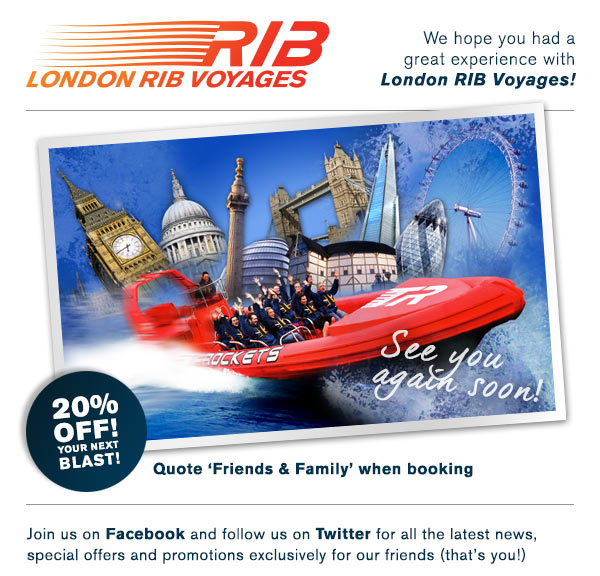 RIB
LONDON RIB VOYAGES
We hope you had a
great experience with
London RIB Voyages!
R
ROCKETS
See you
again soon!
20%
OFF!
YOUR NEXT
BLAST!
Quote ‘Friends & Family’ when booking
Join us on Facebook and follow us on Twitter for all the latest news,
special offers and promotions exclusively for our friends (that’s you!)